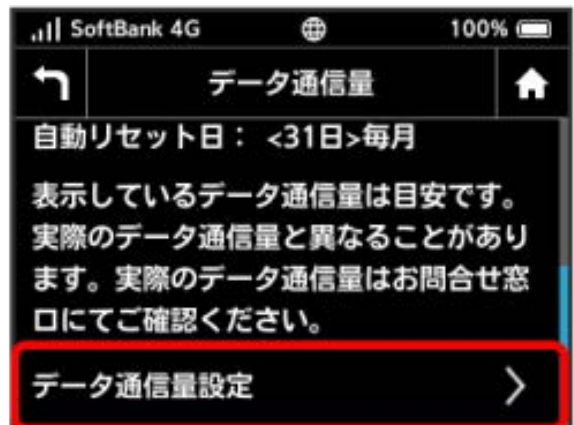 SoftBank 4G 100%
データ通信量
自動リセット日： <31日>毎月
表示しているデータ通信量は目安です。
実際のデータ通信量と異なることがあり
ます。実際のデータ通信量はお問合せ窓
口にてご確認ください。
データ通信量設定